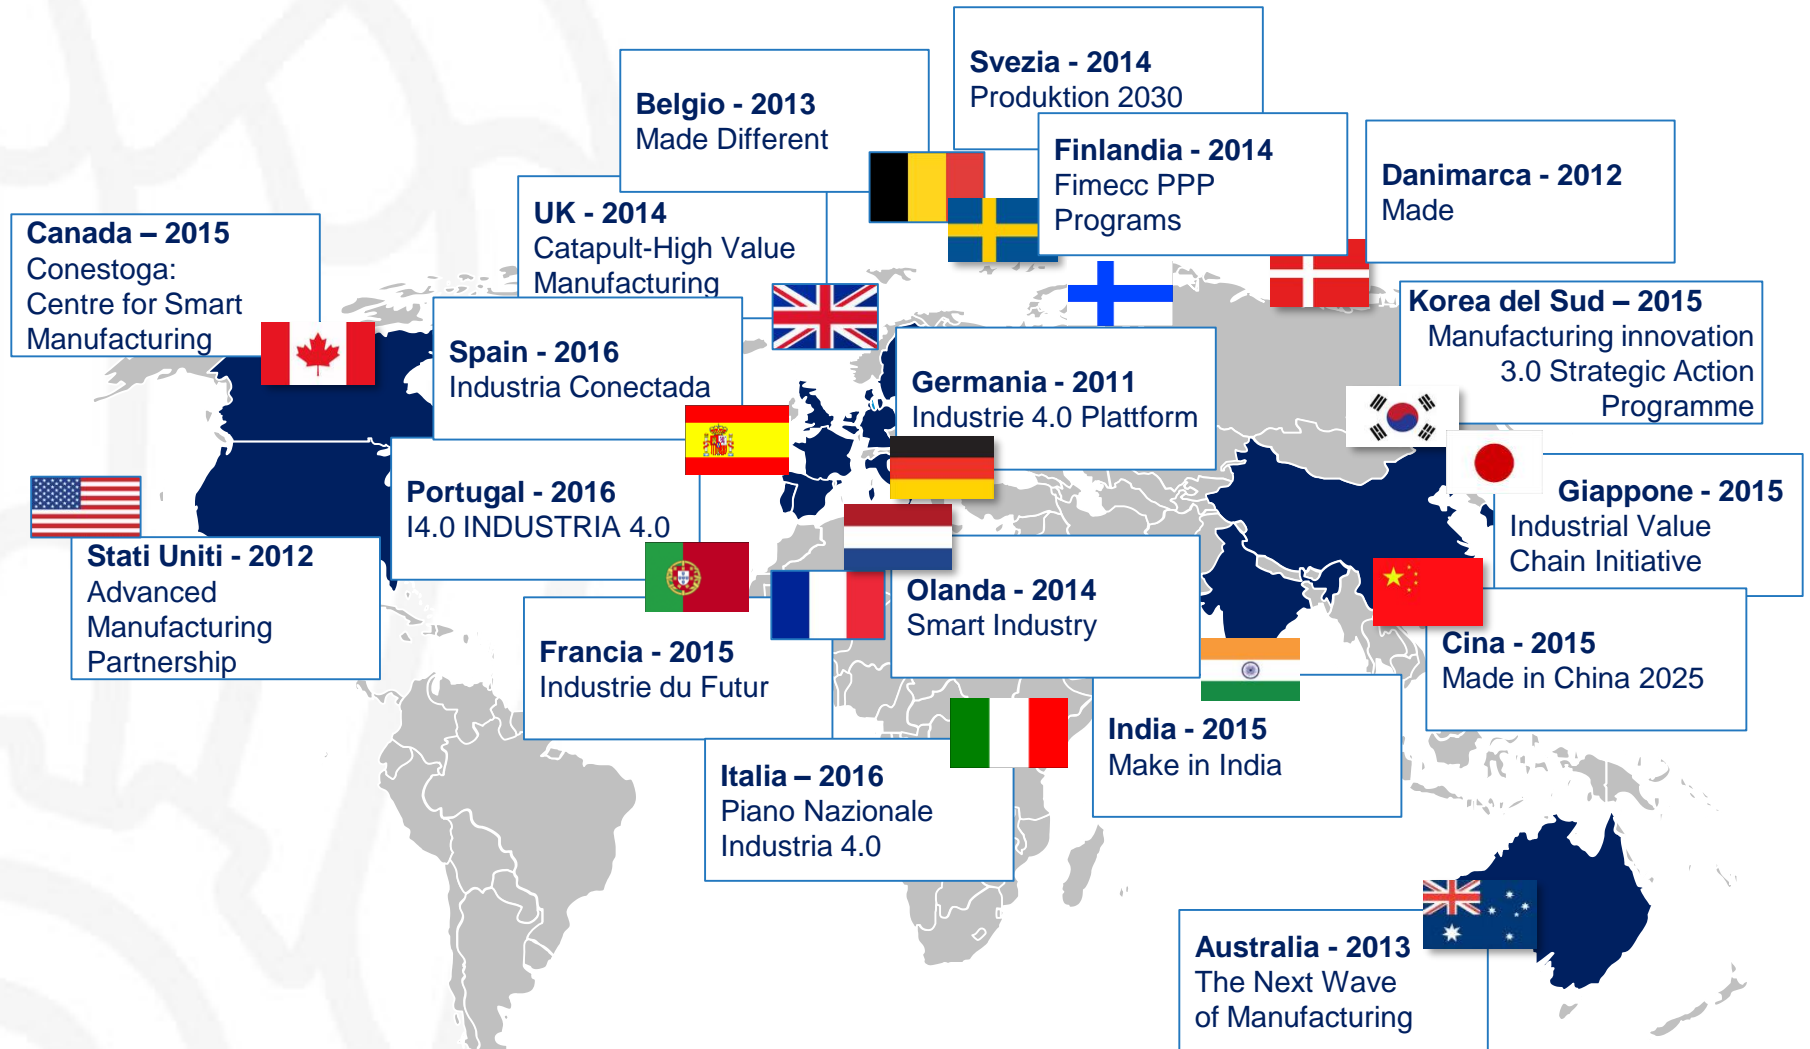 Svezia - 2014
Produktion 2030
Belgio - 2013
Made Different
Finlandia - 2014
Fimecc PPP
Programs
Danimarca - 2012
Made
UK - 2014
Catapult-High Value
Manufacturing
Canada – 2015
Conestoga:
Centre for Smart
Manufacturing
Korea del Sud – 2015
Manufacturing innovation
3.0 Strategic Action
Programme
Spain - 2016
Industria Conectada
Germania - 2011
Industrie 4.0 Plattform
Portugal - 2016
I4.0 INDUSTRIA 4.0
Giappone - 2015
Industrial Value
Chain Initiative
Stati Uniti - 2012
Advanced
Manufacturing
Partnership
Olanda - 2014
Smart Industry
Francia - 2015
Industrie du Futur
Cina - 2015
Made in China 2025
India - 2015
Make in India
Italia – 2016
Piano Nazionale
Industria 4.0
Australia - 2013
The Next Wave
of Manufacturing